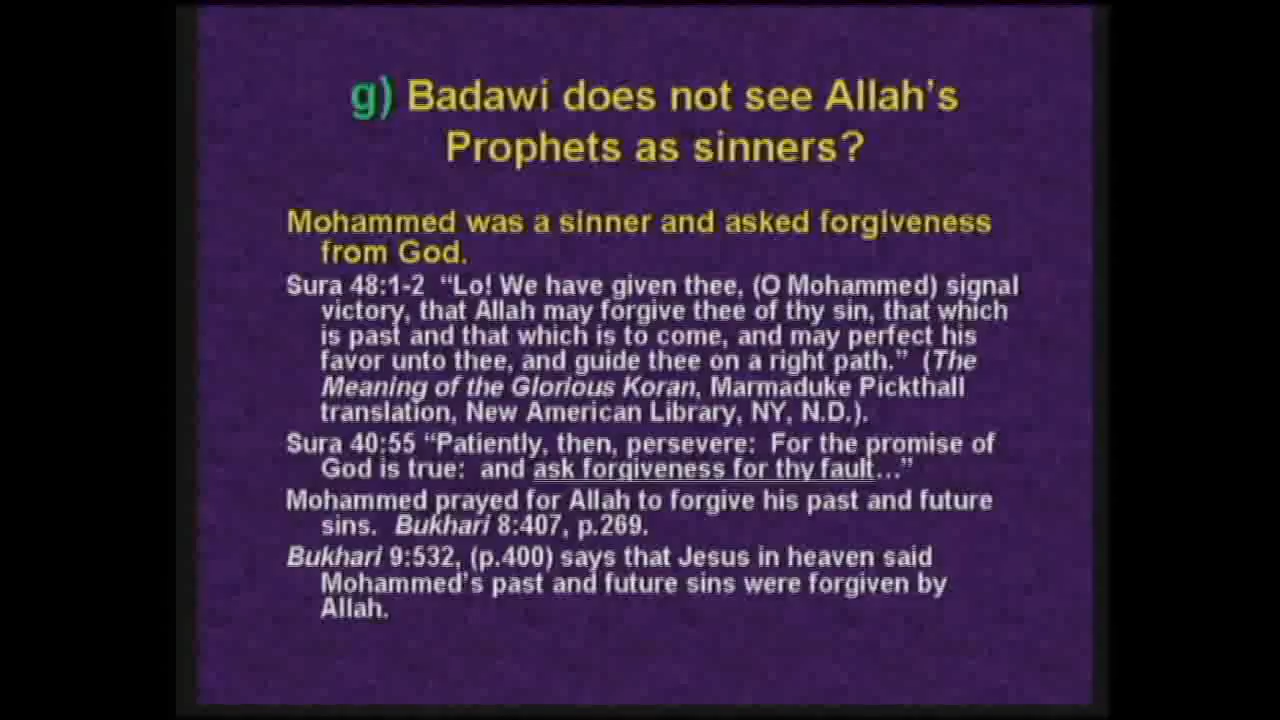 g) Badawi does not see Allah's
Prophets as sinners?
Mohammed was a sinner and asked forgiveness
from God.
Sura 48:1-2 “Lo! We have given thee, (O Mohammed) signal
victory, that Allah may forgive thee of thy sin, that which
is past and that which is to come, and may perfect his
favor unto thee, and guide thee on a right path.” (The
Meaning of the Glorious Koran, Marmaduke Pickthall
translation, New American Library, NY, N.D.).
Sura 40:55 “Patiently, then, persevere: For the promise of
God is true: and ask forgiveness for thy fault…”
Mohammed prayed for Allah to forgive his past and future
sins. Bukhari 8:407, p.269.
Bukhari 9:532, (p.400) says that Jesus in heaven said
Mohammed's past and future sins were forgiven by
Allah.